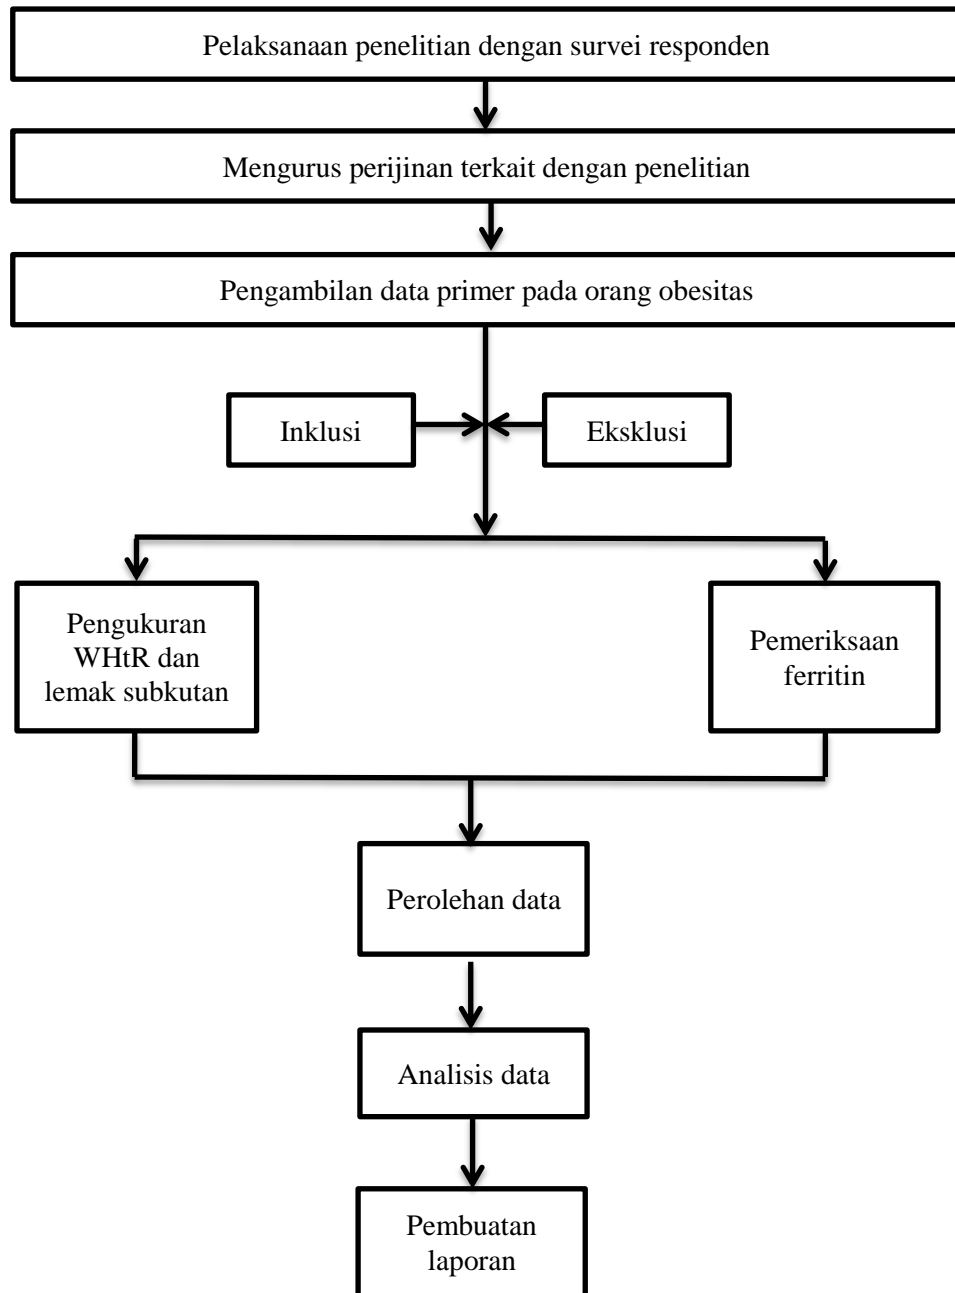 Pelaksanaan penelitian dengan survei responden
Mengurus perijinan terkait dengan penelitian
Pengambilan data primer pada orang obesitas
Inklusi
Eksklusi
Pengukuran
WHtR dan
lemak subkutan
Pemeriksaan
ferritin
Perolehan data
Analisis data
Pembuatan
laporan